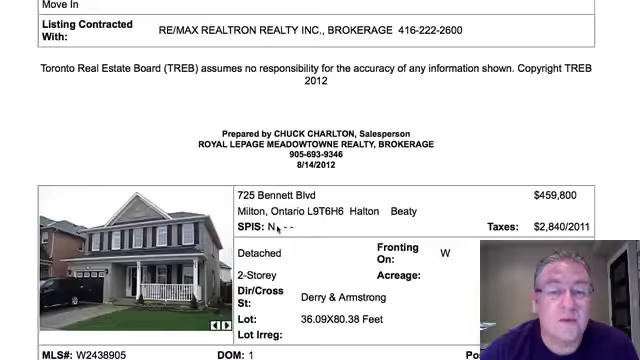 Move In
Listing Contracted With: RE/MAX REALTRON REALTY INC., BROKERAGE 416-222-2600
Toronto Real Estate Board (TREB) assumes no responsibility for the accuracy of any information shown. Copyright TREB
2012
Prepared by CHUCK CHARLTON, Salesperson
ROYAL LEPAGE MEADOWTOWNE REALTY, BROKERAGE
905-693-9346
8/14/2012
725 Bennett Blvd $459,800
Milton, Ontario L9T6H6 Halton Beaty
SPIS: N - - Taxes: $2,840/2011
Detached Fronting On: W
2-Storey Acreage:
Dir/Cross St: Derry & Armstrong
Lot: 36.09X80.38 Feet
Lot Irreg:
MLS#: W2438905 DOM: 1